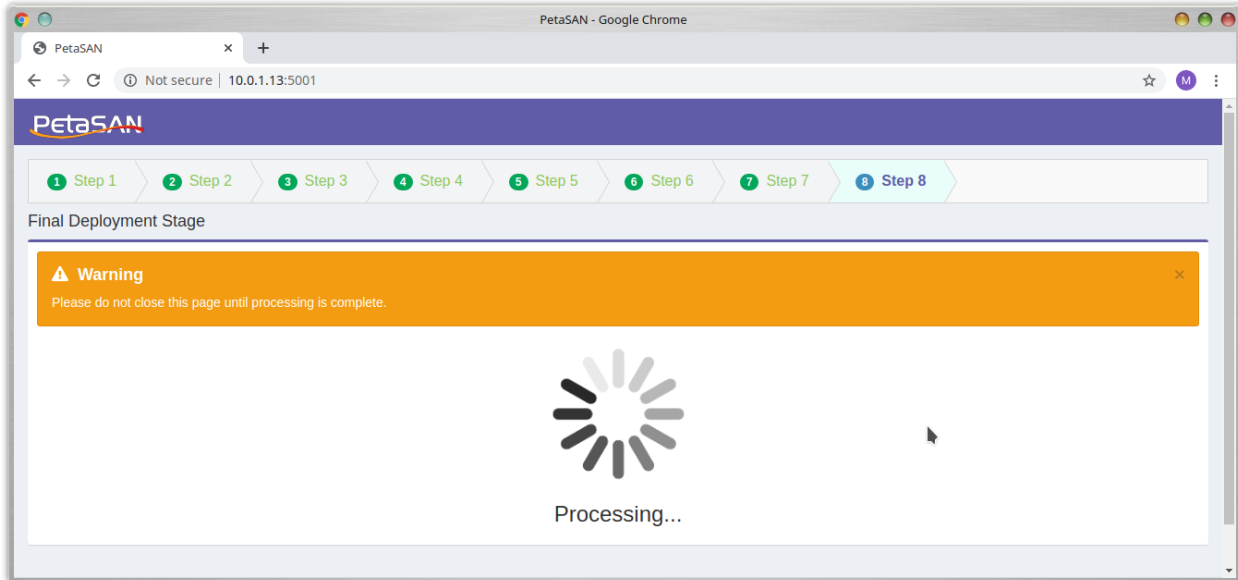 PetaSAN - Google Chrome
PetaSAN
Not secure | 10.0.1.13:5001
M
PetaSAN
1 Step 1 2 Step 2 3 Step 3 4 Step 4 5 Step 5 6 Step 6 7 Step 7 8 Step 8
Final Deployment Stage
Warning
Please do not close this page until processing is complete.
Processing...